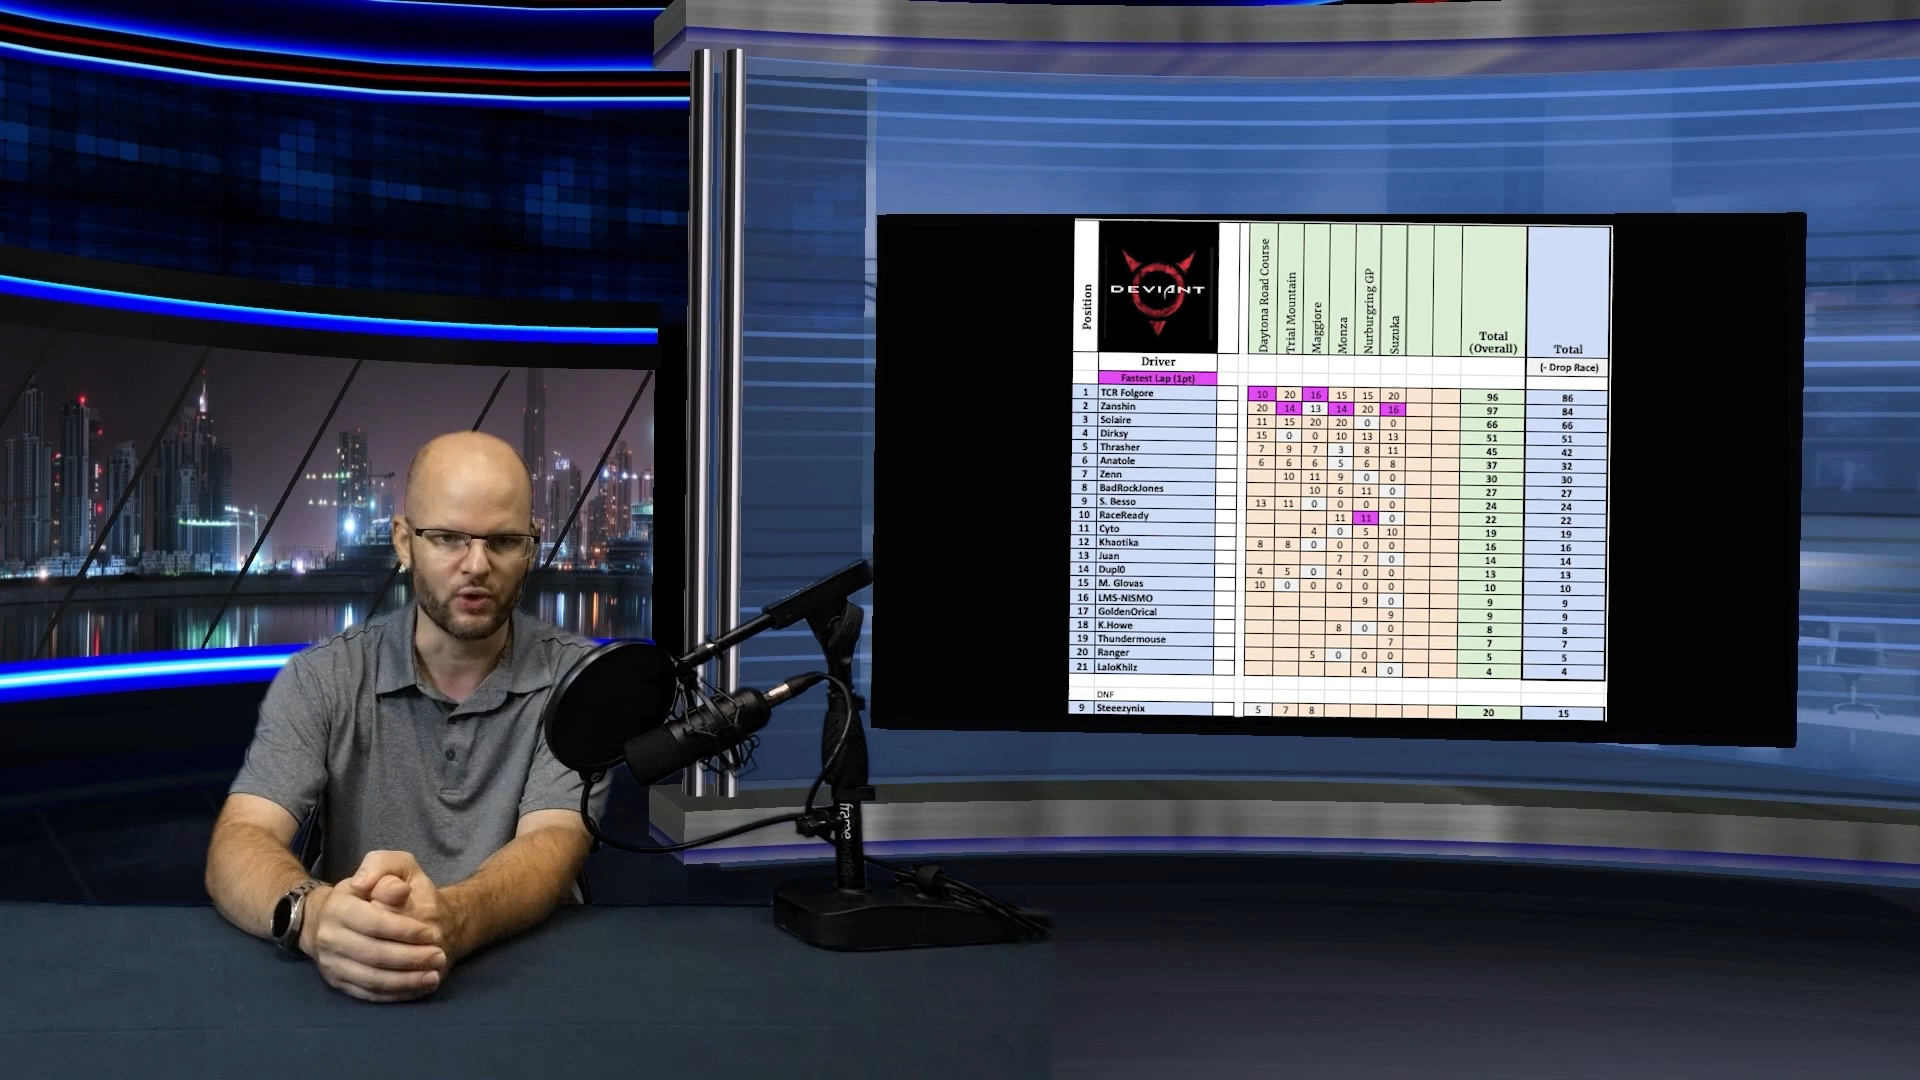 Position
DEVIANT
Daytona Road Course
Trial Mountain
Maggiore
Monza
Nurburgring GP
Suzuka
Total
(Overall)
Total
(- Drop Race)
Driver
Fastest Lap (1pt)
1 TCR Folgore 10 20 16 15 15 20 96 86
2 Zanshin 20 14 13 14 20 16 97 84
3 Solaire 11 15 20 20 0 0 66 66
4 Dirksy 15 0 0 10 13 13 51 51
5 Thrasher 7 9 7 3 8 11 45 42
6 Anatole 6 6 6 5 6 8 37 32
7 Zenn 10 11 9 0 0 30 30
8 BadRockJones 10 6 11 0 27 27
9 S. Besso 13 11 0 0 0 0 24 24
10 RaceReady 11 11 0 22 22
11 Cyto 4 0 5 10 19 19
12 Khaotika 8 8 0 0 0 0 16 16
13 Juan 7 7 0 14 14
14 Dupl0 4 5 0 4 0 0 13 13
15 M. Glovas 10 0 0 0 0 0 10 10
16 LMS-NISMO 9 0 9 9
17 GoldenOrical 9 9 9
18 K.Howe 8 0 0 8 8
19 Thundermouse 7 7 7
20 Ranger 5 0 0 0 5 5
21 LaloKhilz 4 0 4 4
DNF
9 Steeezynix 5 7 8 20 15